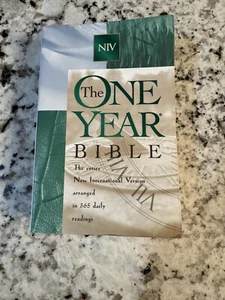 NIV
The
ONE
YEAR
BIBLE
The entire
New International Version
arranged
in 365 daily
readings